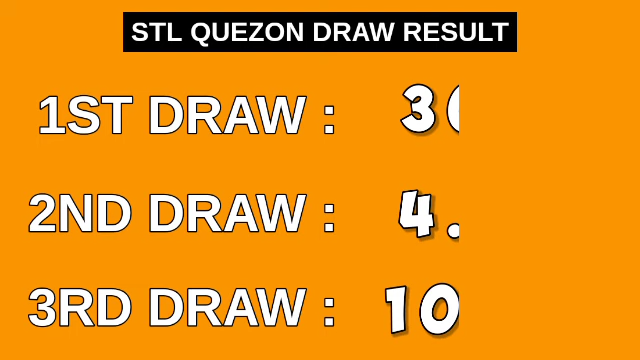 STL QUEZON DRAW RESULT
1ST DRAW : 3
2ND DRAW : 4
3RD DRAW : 10